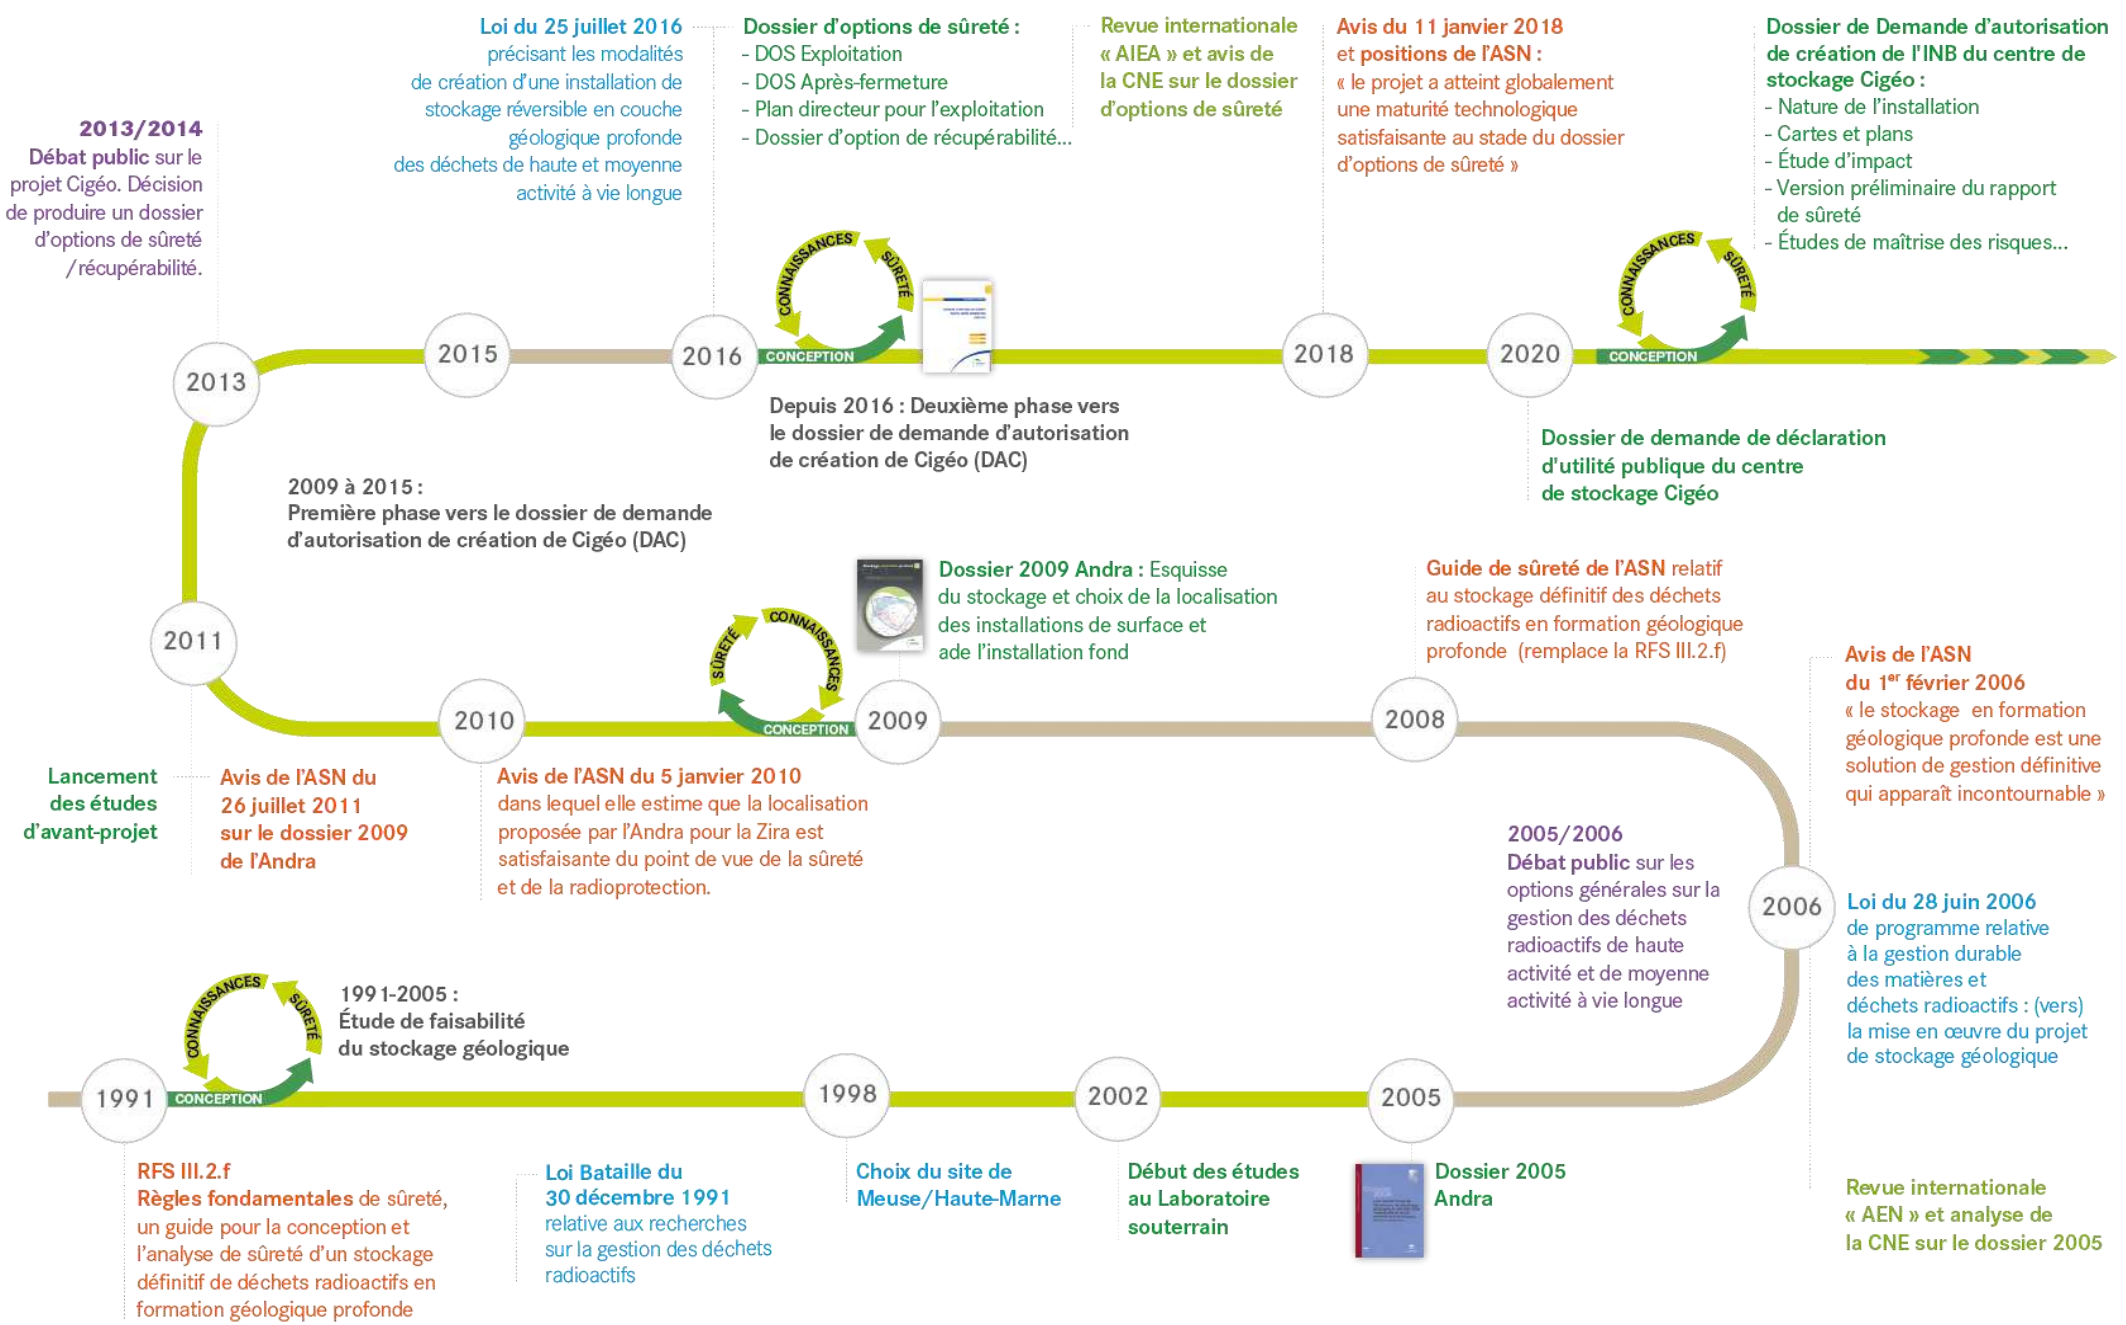 Loi du 25 juillet 2016
précisant les modalités
de création d'une installation de
stockage réversible en couche
géologique profonde
des déchets de haute et moyenne
activité à vie longue
Dossier d'options de sûreté :
- DOS Exploitation
- DOS Après-fermeture
- Plan directeur pour l'exploitation
- Dossier d'option de récupérabilité...
Revue internationale
« AIEA » et avis de
la CNE sur le dossier
d'options de sûreté
Avis du 11 janvier 2018
et positions de l'ASN :
« le projet a atteint globalement
une maturité technologique
satisfaisante au stade du dossier
d'options de sûreté »
Dossier de Demande d'autorisation
de création de l'INB du centre de
stockage Cigéo :
- Nature de l'installation
- Cartes et plans
- Étude d'impact
- Version préliminaire du rapport
de sûreté
- Études de maîtrise des risques...
2013/2014
Débat public sur le
projet Cigéo. Décision
de produire un dossier
d'options de sûreté
/récupérabilité.
CONNAISSANCES
SÛRETÉ
CONCEPTION
CONNAISSANCES
SÛRETÉ
CONCEPTION
2013
2015
2016
2018
2020
Depuis 2016 : Deuxième phase vers
le dossier de demande d'autorisation
de création de Cigéo (DAC)
Dossier de demande de déclaration
d'utilité publique du centre
de stockage Cigéo
2009 à 2015 :
Première phase vers le dossier de demande
d'autorisation de création de Cigéo (DAC)
Dossier 2009 Andra : Esquisse
du stockage et choix de la localisation
des installations de surface et
ade l'installation fond
Guide de sûreté de l'ASN relatif
au stockage définitif des déchets
radioactifs en formation géologique
profonde (remplace la RFS III.2.f)
SÛRETÉ
CONNAISSANCES
CONCEPTION
2011
2010
2009
2008
Avis de l'ASN
du 1er février 2006
« le stockage en formation
géologique profonde est une
solution de gestion définitive
qui apparaît incontournable »
Lancement
des études
d'avant-projet
Avis de l'ASN du
26 juillet 2011
sur le dossier 2009
de l'Andra
Avis de l'ASN du 5 janvier 2010
dans lequel elle estime que la localisation
proposée par l'Andra pour la Zira est
satisfaisante du point de vue de la sûreté
et de la radioprotection.
2005/2006
Débat public sur les
options générales sur la
gestion des déchets
radioactifs de haute
activité et de moyenne
activité à vie longue
2006
Loi du 28 juin 2006
de programme relative
à la gestion durable
des matières et
déchets radioactifs : (vers)
la mise en œuvre du projet
de stockage géologique
CONNAISSANCES
SÛRETÉ
CONCEPTION
1991-2005 :
Étude de faisabilité
du stockage géologique
1991
1998
2002
2005
RFS III.2.f
Règles fondamentales de sûreté,
un guide pour la conception et
l'analyse de sûreté d'un stockage
définitif de déchets radioactifs en
formation géologique profonde
Loi Bataille du
30 décembre 1991
relative aux recherches
sur la gestion des déchets
radioactifs
Choix du site de
Meuse/Haute-Marne
Début des études
au Laboratoire
souterrain
Dossier 2005
Andra
Revue internationale
« AEN » et analyse de
la CNE sur le dossier 2005